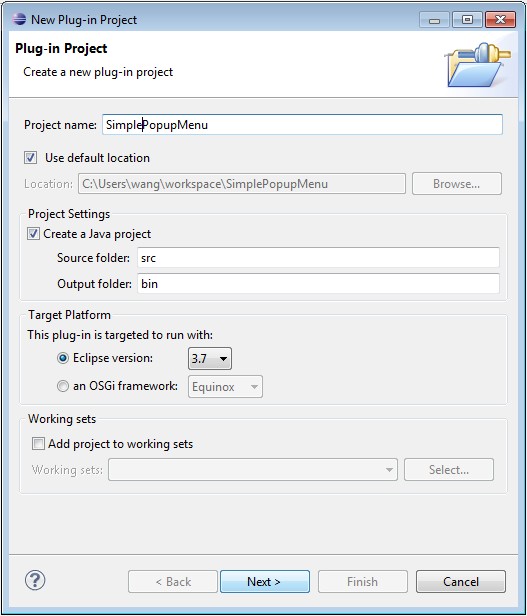 New Plug-in Project
Plug-in Project
Create a new plug-in project
Project name: SimplePopupMenu
Use default location
Location: C:\Users\wang\workspace\SimplePopupMenu Browse...
Project Settings
Create a Java project
Source folder: src
Output folder: bin
Target Platform
This plug-in is targeted to run with:
Eclipse version: 3.7
an OSGi framework: Equinox
Working sets
Add project to working sets
Working sets: Select...
? < Back Next > Finish Cancel